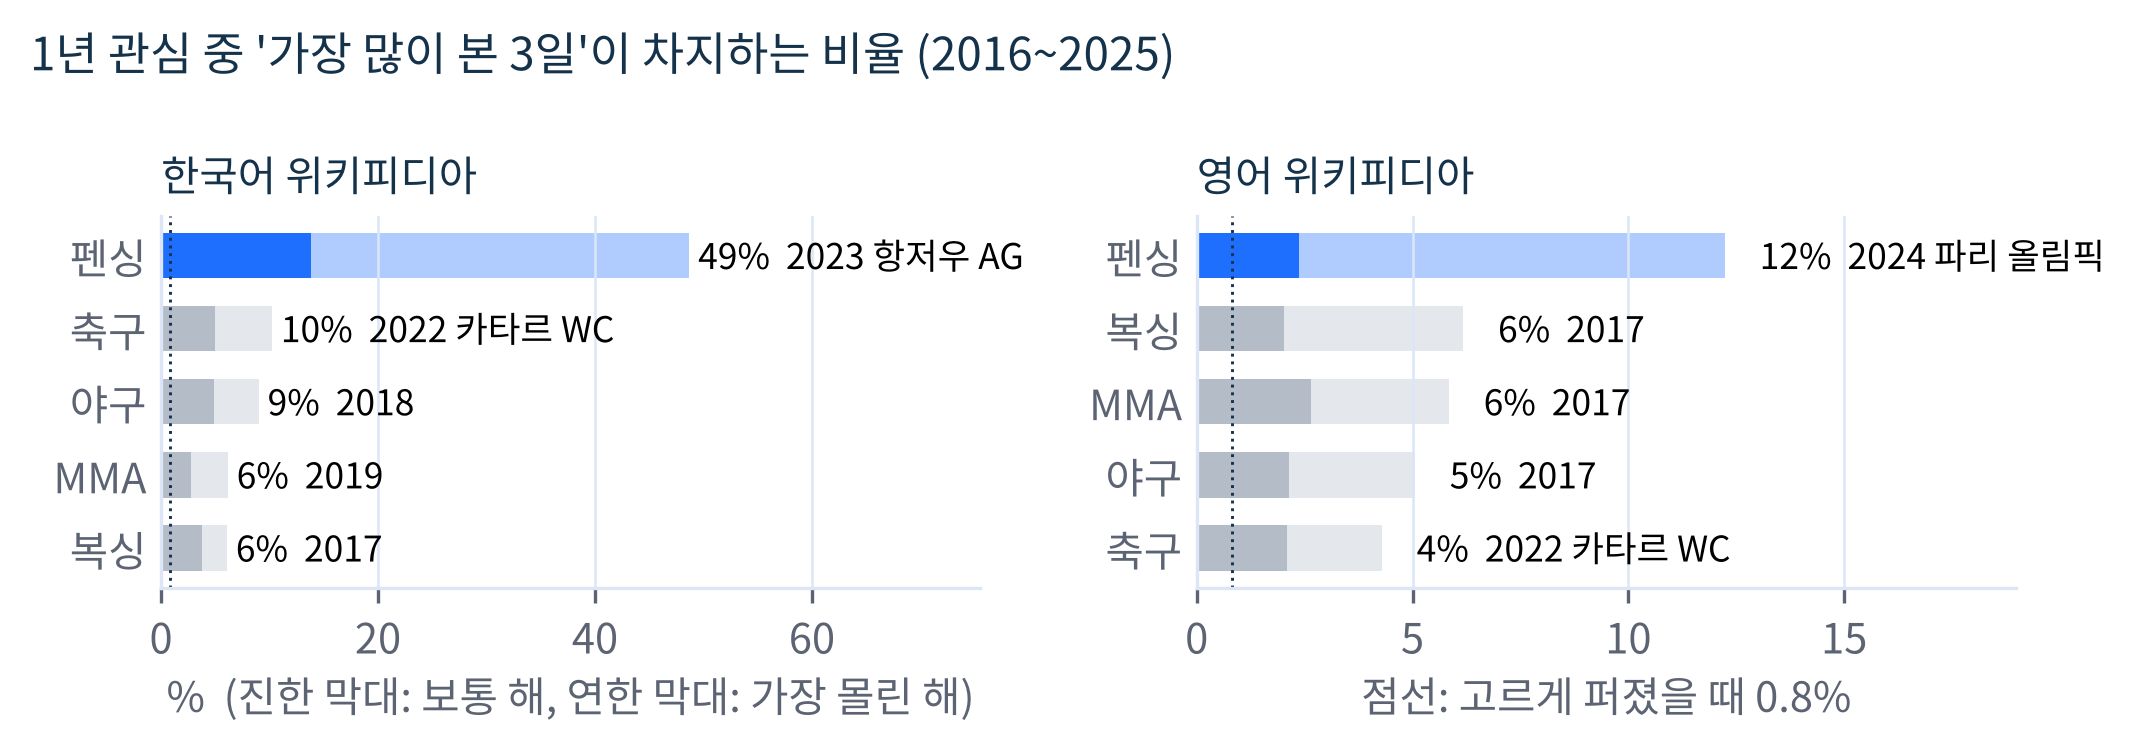 1년 관심 중 '가장 많이 본 3일'이 차지하는 비율 (2016~2025)
한국어 위키피디아
펜싱 49% 2023 항저우 AG
축구 10% 2022 카타르 WC
야구 9% 2018
MMA 6% 2019
복싱 6% 2017
0 20 40 60
% (진한 막대: 보통 해, 연한 막대: 가장 몰린 해)
영어 위키피디아
펜싱 12% 2024 파리 올림픽
복싱 6% 2017
MMA 6% 2017
야구 5% 2017
축구 4% 2022 카타르 WC
0 5 10 15
점선: 고르게 퍼졌을 때 0.8%